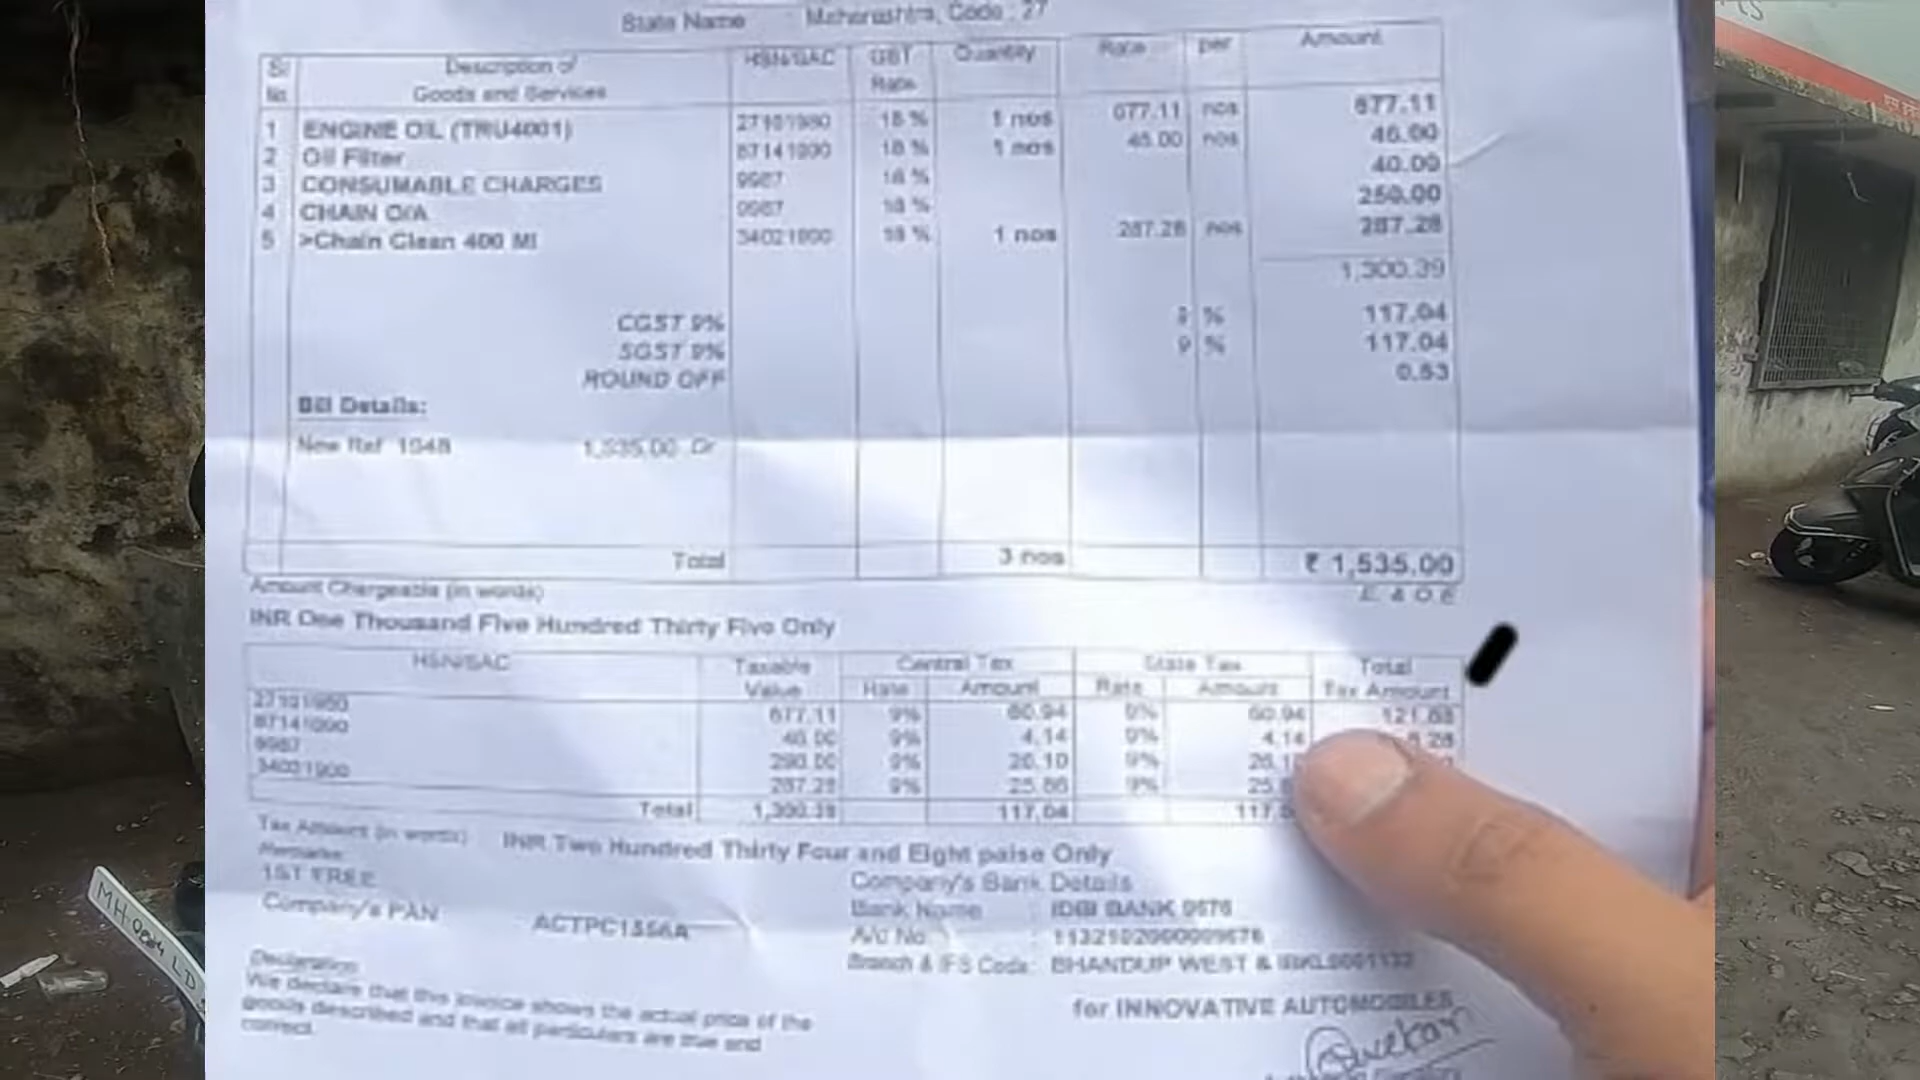 State Name : Maharashtra, Code : 27
Sl No. Description of Goods and Services HSN/SAC GST Rate Quantity Rate per Amount
1 ENGINE OIL (TRU4001) 27101980 18 % 1 nos 677.11 nos 677.11
2 Oil Filter 87141090 18 % 1 nos 46.00 nos 46.00
3 CONSUMABLE CHARGES 9987 18 % 40.00
4 CHAIN O/A 9987 18 % 250.00
5 >Chain Clean 400 Ml 34021900 18 % 1 nos 287.28 nos 287.28
1,300.39
CGST 9% 9 % 117.04
SGST 9% 9 % 117.04
ROUND OFF 0.53
Bill Details:
New Ref 1948 1,535.00 Dr
Total 3 nos ₹ 1,535.00
Amount Chargeable (in words) E. & O.E
INR One Thousand Five Hundred Thirty Five Only
HSN/SAC Taxable Value Central Tax State Tax Total Tax Amount
Rate Amount Rate Amount
27101980 677.11 9% 60.94 9% 60.94 121.88
87141090 46.00 9% 4.14 9% 4.14 8.28
9987 290.00 9% 26.10 9%
34021900 287.28 9% 25.86 9%
Total 1,300.39 117.04
Tax Amount (in words) : INR Two Hundred Thirty Four and Eight paise Only
Remarks:
1ST FREE
Company's PAN : ACTPC1556A
Company's Bank Details
Bank Name : IDBI BANK 9676
A/c No. :
Branch & IFS Code : BHANDUP WEST &
Declaration
We declare that this invoice shows the actual price of the
goods described and that all particulars are true and
correct.
for INNOVATIVE AUTOMOBILES